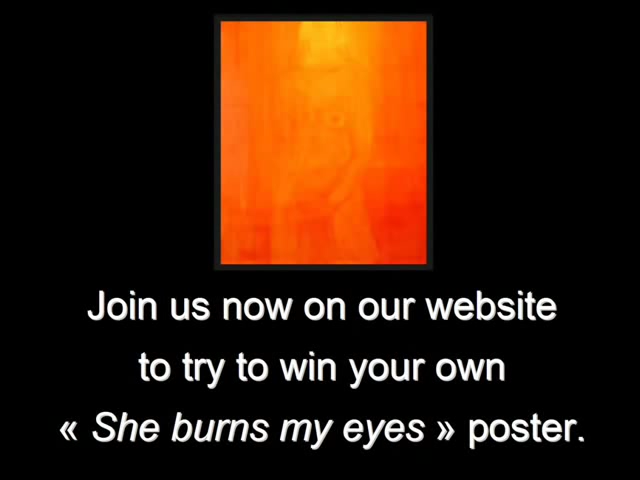 Join us now on our website
to try to win your own
« She burns my eyes » poster.